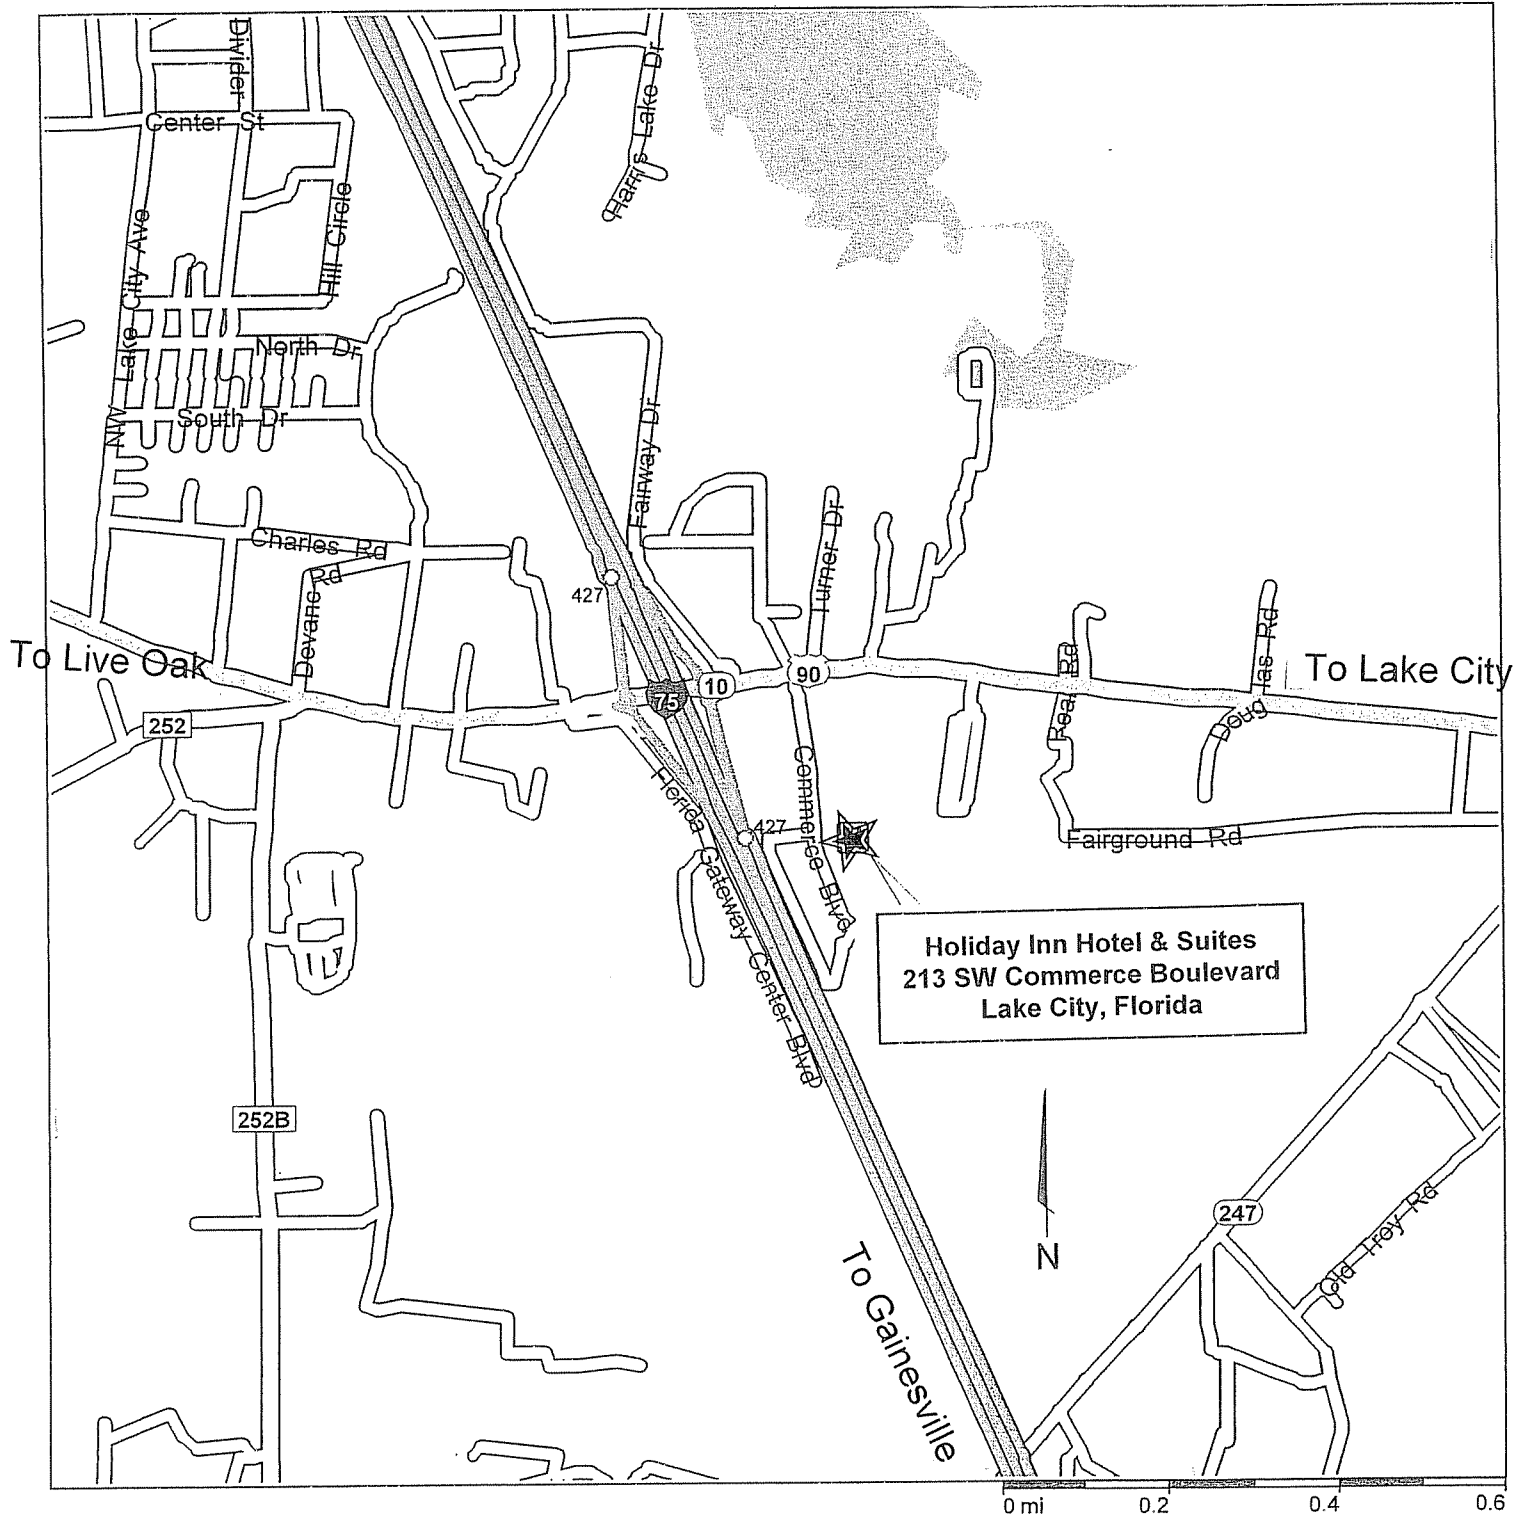 Divider
Center St
Harris Lake Dr
Hill Circle
NW Lake City Ave
North Dr
South Dr
Fairway Dr
Charles Rd
Devane Rd
Turner Dr
427
To Live Oak
To Lake City
252
75
10
90
Pearl Rd
Douglas Rd
Florida Gateway Center Blvd
427
Commerce Blvd
Fairground Rd
Holiday Inn Hotel & Suites
213 SW Commerce Boulevard
Lake City, Florida
252B
247
Old Troy Rd
N
To Gainesville
0 mi 0.2 0.4 0.6